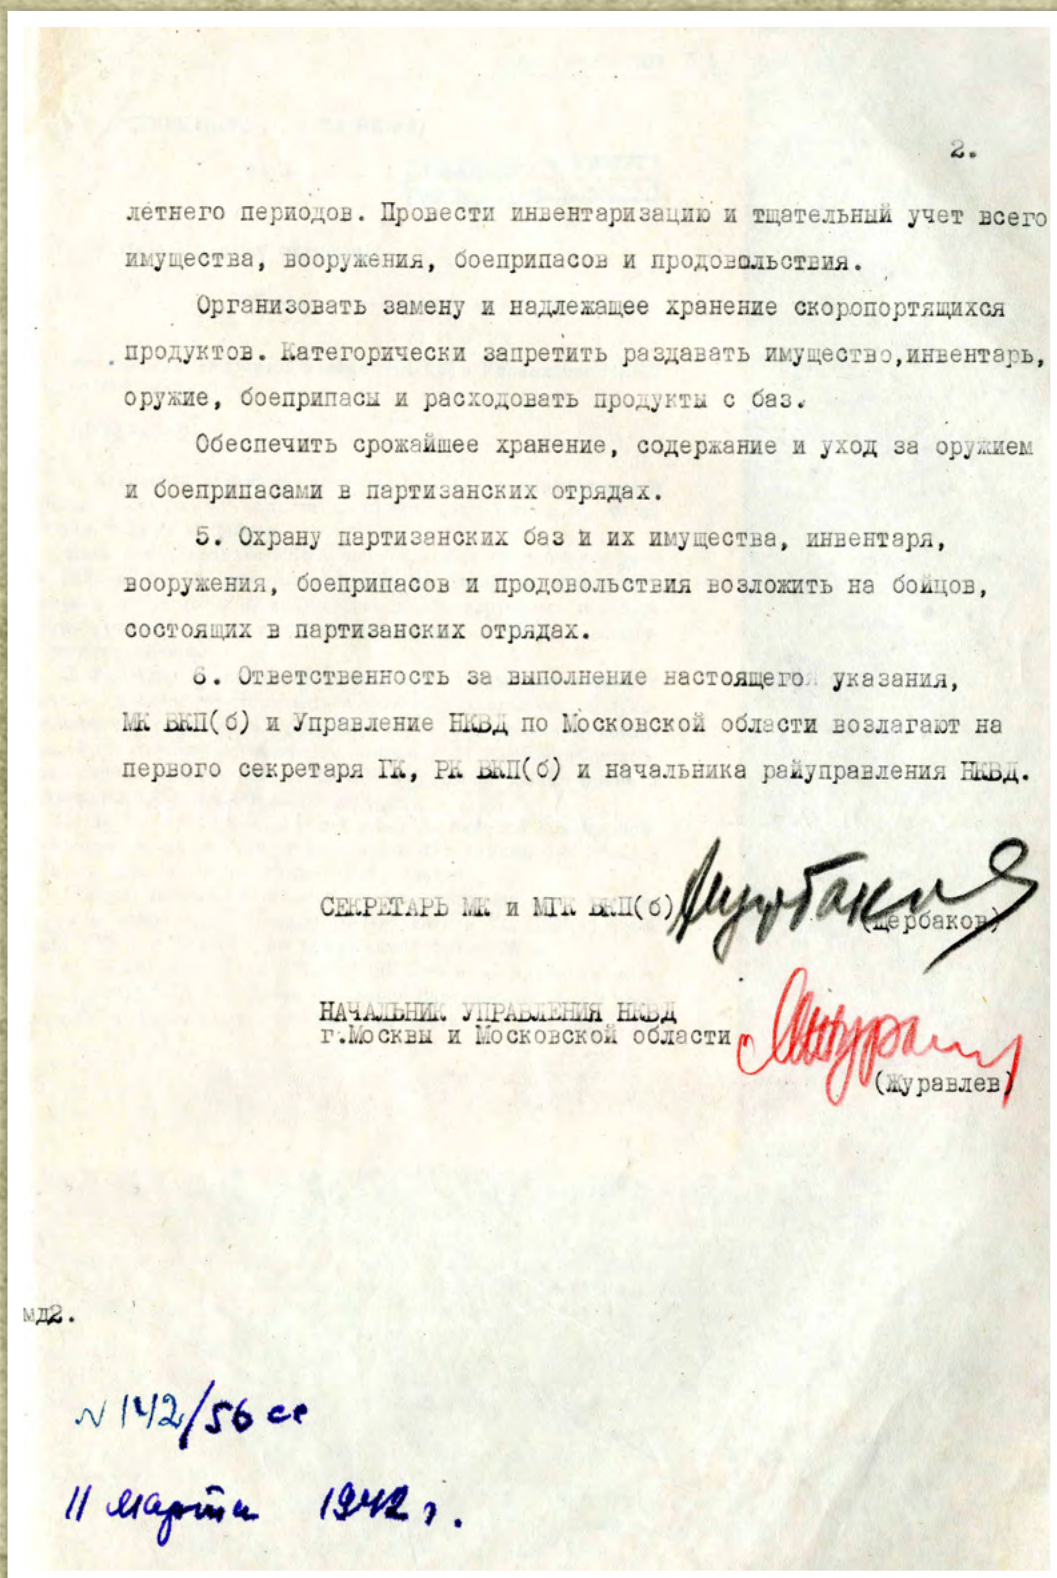 2.
летнего периодов. Провести инвентаризацию и тщательный учет всего
имущества, вооружения, боеприпасов и продовольствия.
Организовать замену и надлежащее хранение скоропортящихся
продуктов. Категорически запретить раздавать имущество,инвентарь,
оружие, боеприпасы и расходовать продукты с баз.
Обеспечить срожайшее хранение, содержание и уход за оружием
и боеприпасами в партизанских отрядах.
5. Охрану партизанских баз и их имущества, инвентаря,
вооружения, боеприпасов и продовольствия возложить на бойцов,
состоящих в партизанских отрядах.
6. Ответственность за выполнение настоящего указания,
МК ВКП(б) и Управление НКВД по Московской области возлагают на
первого секретаря ГК, РК ВКП(б) и начальника райуправления НКВД.
СЕКРЕТАРЬ МК и МГК ВКП(б)
(Щербаков)
НАЧАЛЬНИК УПРАВЛЕНИЯ НКВД
г.Москвы и Московской области
(Журавлев)
мд2.
N 142/56 сс
11 марта 1942 г.